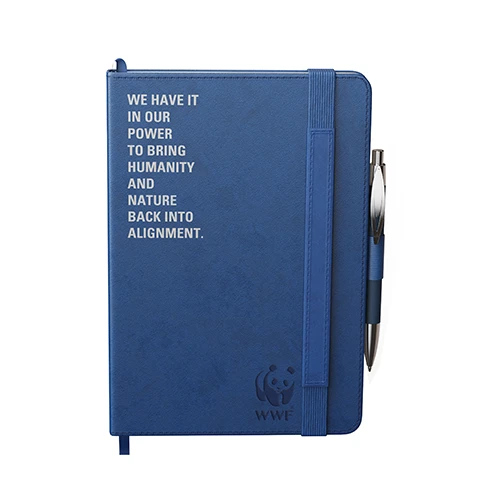 WE HAVE IT
IN OUR
POWER
TO BRING
HUMANITY
AND
NATURE
BACK INTO
ALIGNMENT.
WWF